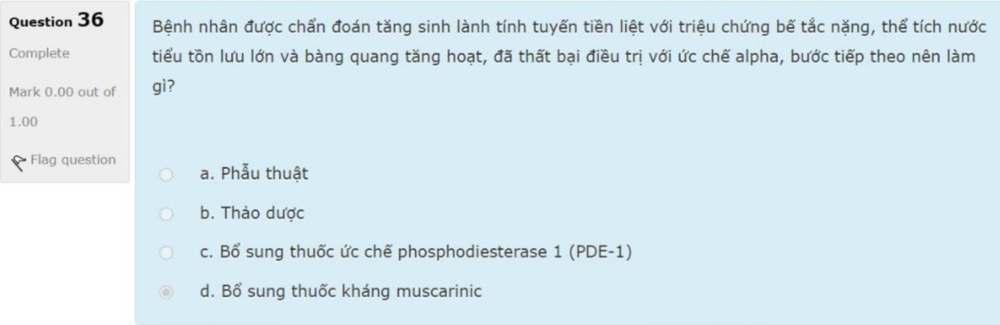 Question 36
Complete
Mark 0.00 out of
1.00
Flag question
Bệnh nhân được chẩn đoán tăng sinh lành tính tuyến tiền liệt với triệu chứng bế tắc nặng, thể tích nước
tiểu tồn lưu lớn và bàng quang tăng hoạt, đã thất bại điều trị với ức chế alpha, bước tiếp theo nên làm
gì?
a. Phẫu thuật
b. Thảo dược
c. Bổ sung thuốc ức chế phosphodiesterase 1 (PDE-1)
d. Bổ sung thuốc kháng muscarinic